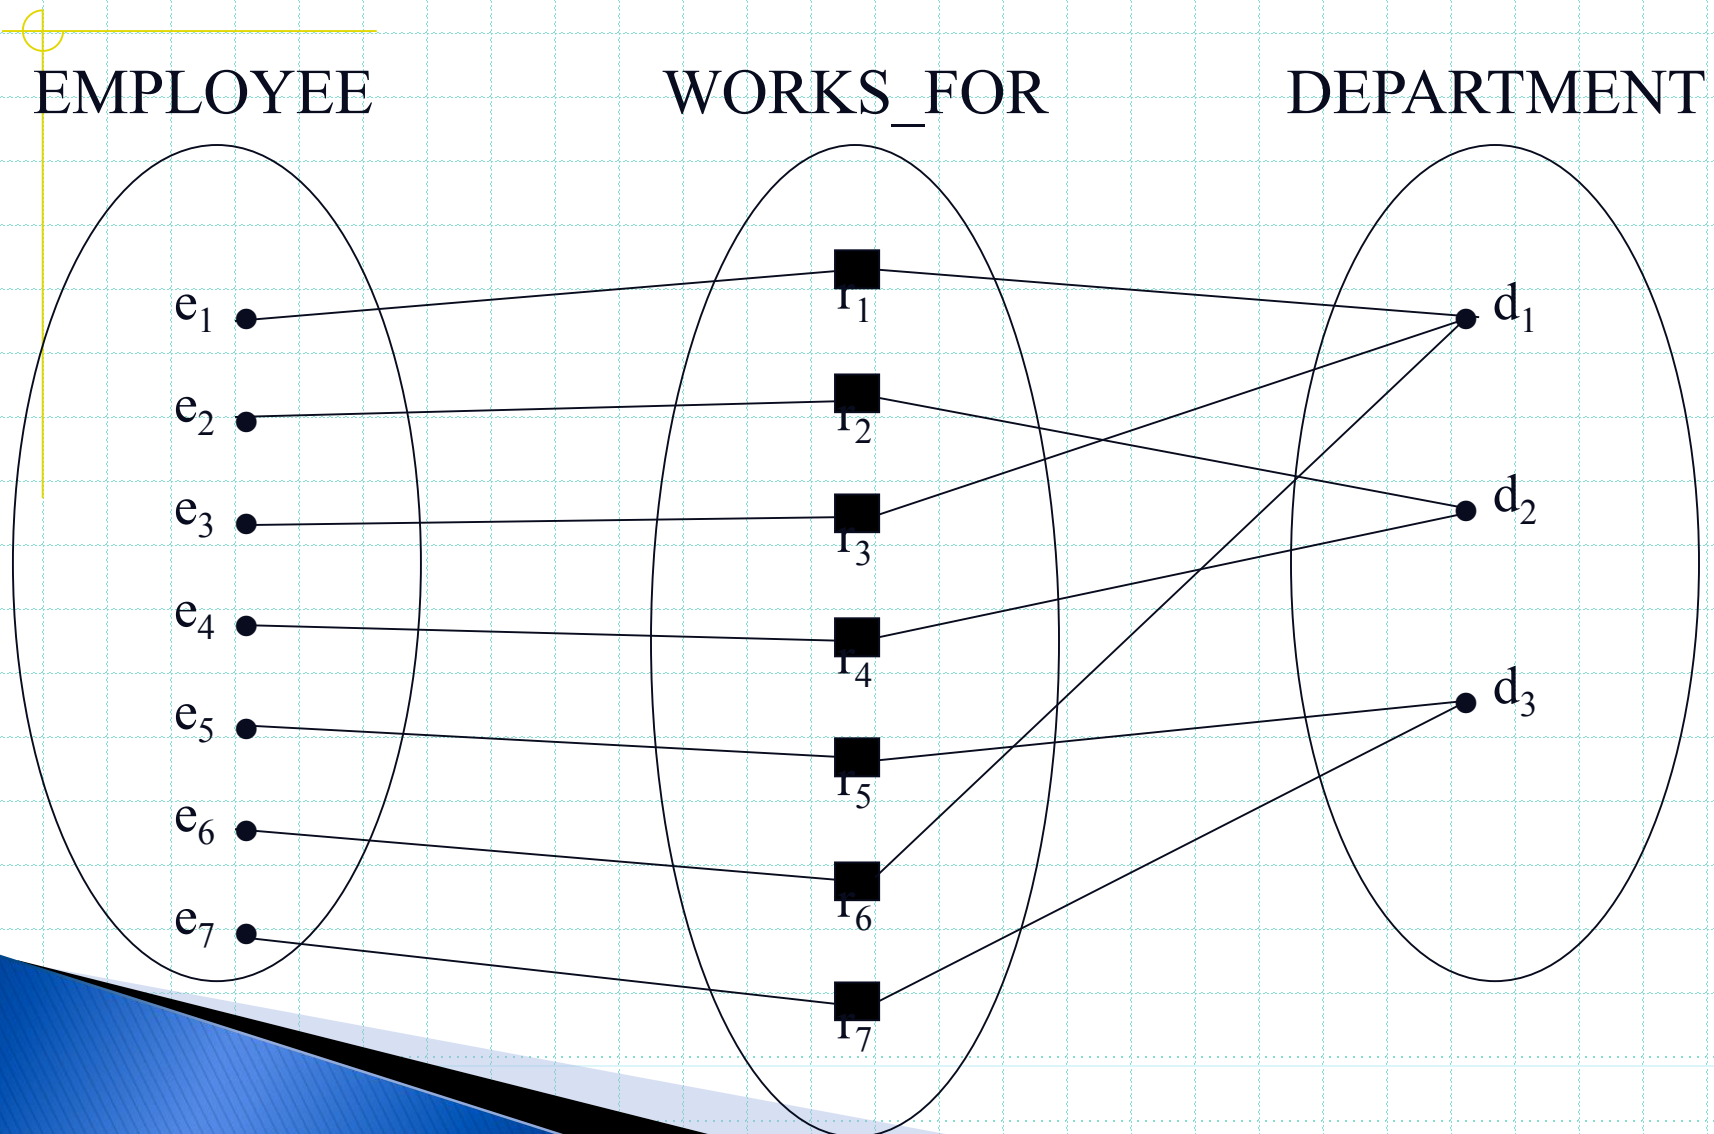 EMPLOYEE WORKS_FOR DEPARTMENT
r₁
e₁ d₁
e₂ r₂
e₃ r₃ d₂
e₄ r₄
e₅ r₅ d₃
e₆ r₆
e₇ r₇